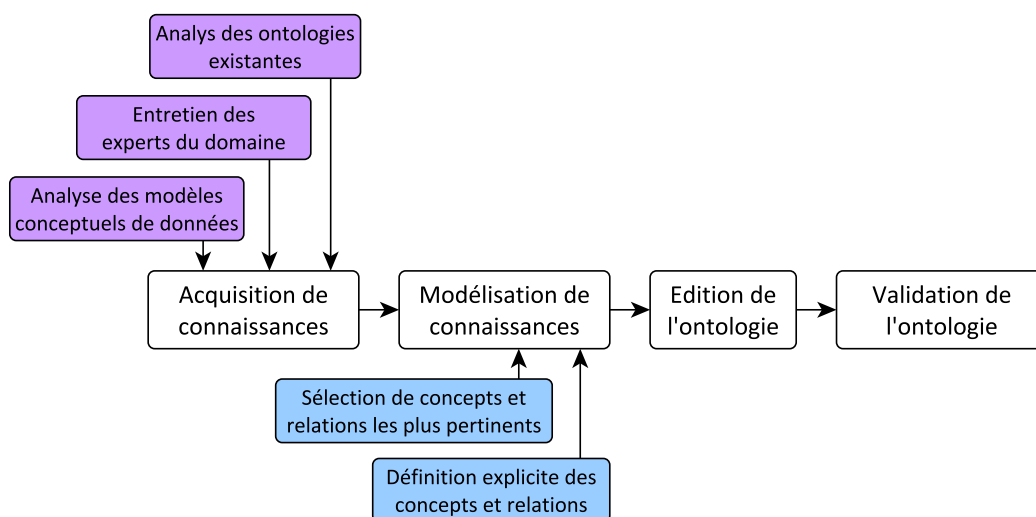 Analys des ontologies
existantes
Entretien des
experts du domaine
Analyse des modèles
conceptuels de données
Acquisition de
connaissances
Modélisation de
connaissances
Edition de
l'ontologie
Validation de
l'ontologie
Sélection de concepts et
relations les plus pertinents
Définition explicite des
concepts et relations